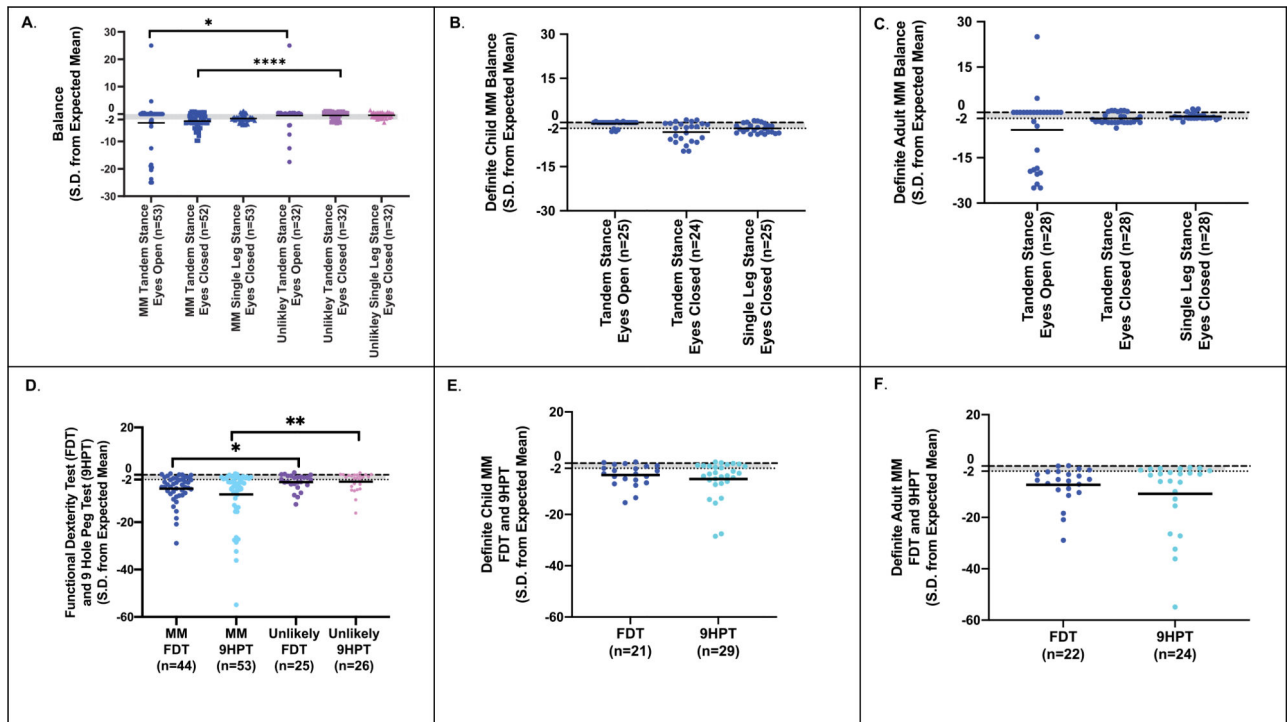 A.
Balance
(S.D. from Expected Mean)
30
20
10
0
-2
-10
-20
-30
*
****
MM Tandem Stance
Eyes Open (n=53)
MM Tandem Stance
Eyes Closed (n=52)
MM Single Leg Stance
Eyes Closed (n=53)
Unlikley Tandem Stance
Eyes Open (n=32)
Unlikley Tandem Stance
Eyes Closed (n=32)
Unlikley Single Leg Stance
Eyes Closed (n=32)
B.
Definite Child MM Balance
(S.D. from Expected Mean)
30
15
0
-2
-15
-30
Tandem Stance
Eyes Open (n=25)
Tandem Stance
Eyes Closed (n=24)
Single Leg Stance
Eyes Closed (n=25)
C.
Definite Adult MM Balance
(S.D. from Expected Mean)
30
15
0
-2
-15
-30
Tandem Stance
Eyes Open (n=28)
Tandem Stance
Eyes Closed (n=28)
Single Leg Stance
Eyes Closed (n=28)
D.
Functional Dexterity Test (FDT)
and 9 Hole Peg Test (9HPT)
(S.D. from Expected Mean)
20
0
-2
-20
-40
-60
*
**
MM
FDT
(n=44)
MM
9HPT
(n=53)
Unlikely
FDT
(n=25)
Unlikely
9HPT
(n=26)
E.
Definite Child MM
FDT and 9HPT
(S.D. from Expected Mean)
20
0
-2
-20
-40
-60
FDT
(n=21)
9HPT
(n=29)
F.
Definite Adult MM
FDT and 9HPT
(S.D. from Expected Mean)
20
0
-2
-20
-40
-60
FDT
(n=22)
9HPT
(n=24)